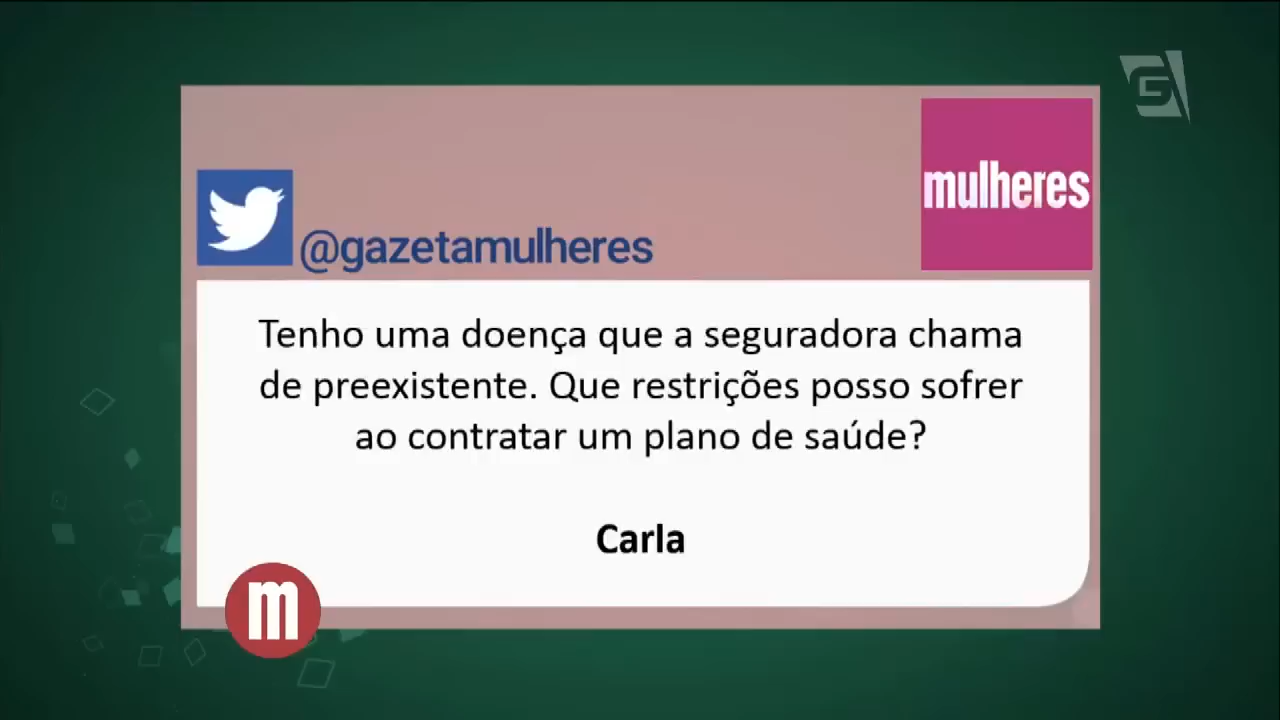 mulheres
@gazetamulheres
Tenho uma doença que a seguradora chama
de preexistente. Que restrições posso sofrer
ao contratar um plano de saúde?
Carla
m
G